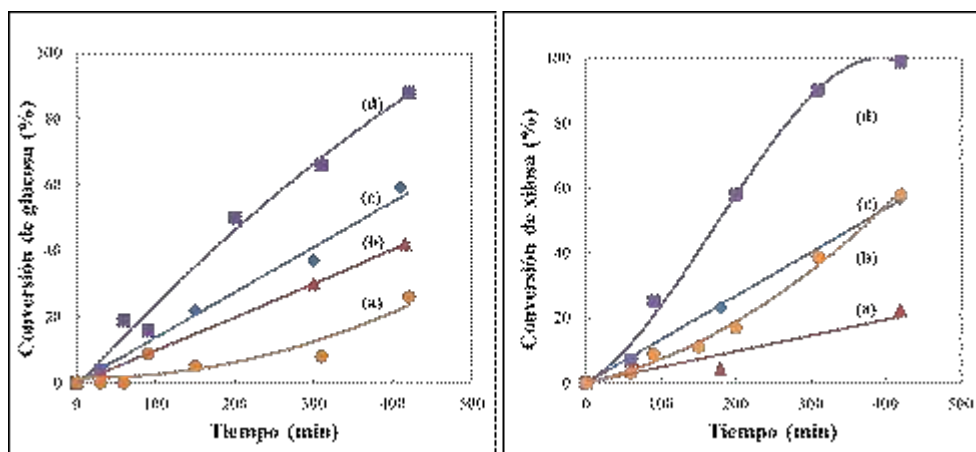 Conversión de glucosa (%)
100
80
60
40
20
0
(d)
(c)
(b)
(a)
0 100 200 300 400 500
Tiempo (min)
Conversión de xilosa (%)
100
80
60
40
20
0
(d)
(c)
(b)
(a)
0 100 200 300 400 500
Tiempo (min)